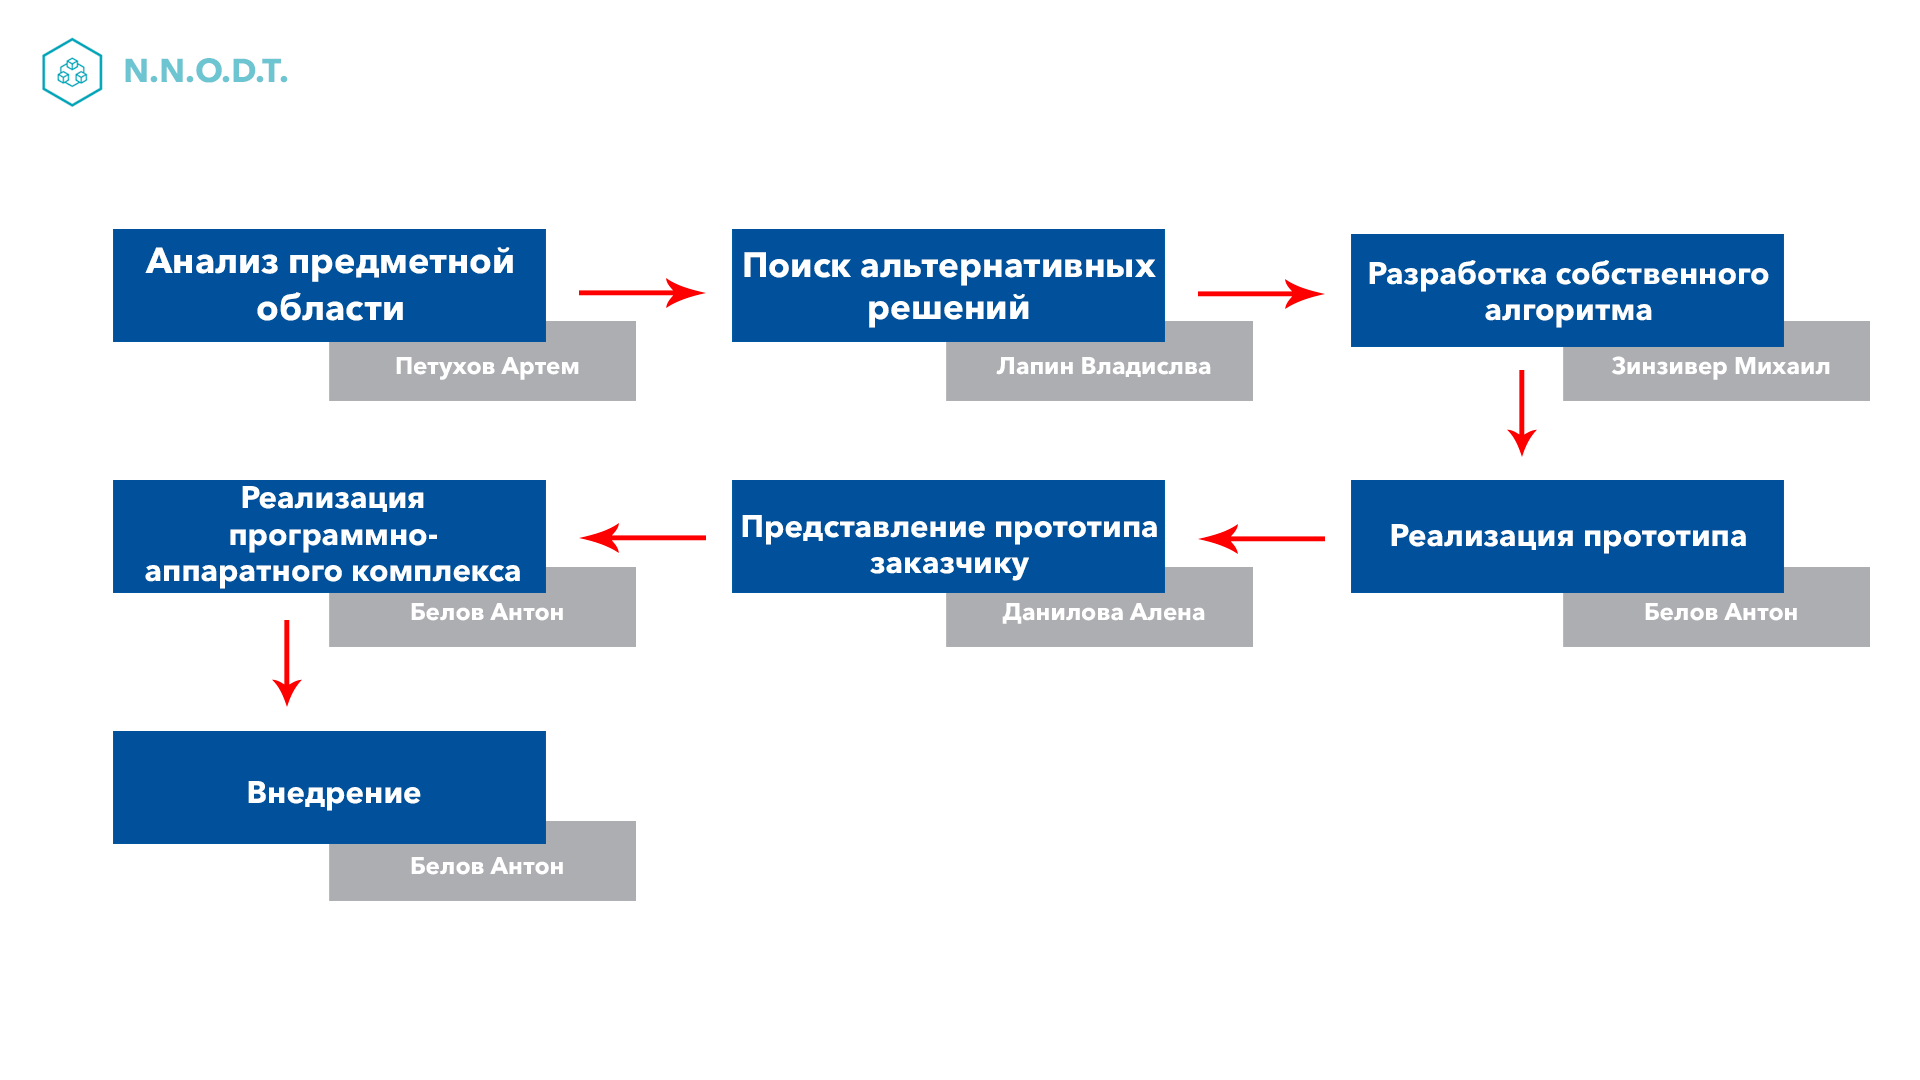 N.N.O.D.T.
Анализ предметной
области
Петухов Артем
Поиск альтернативных
решений
Лапин Владислва
Разработка собственного
алгоритма
Зинзивер Михаил
Реализация прототипа
Белов Антон
Представление прототипа
заказчику
Данилова Алена
Реализация
программно-
аппаратного комплекса
Белов Антон
Внедрение
Белов Антон